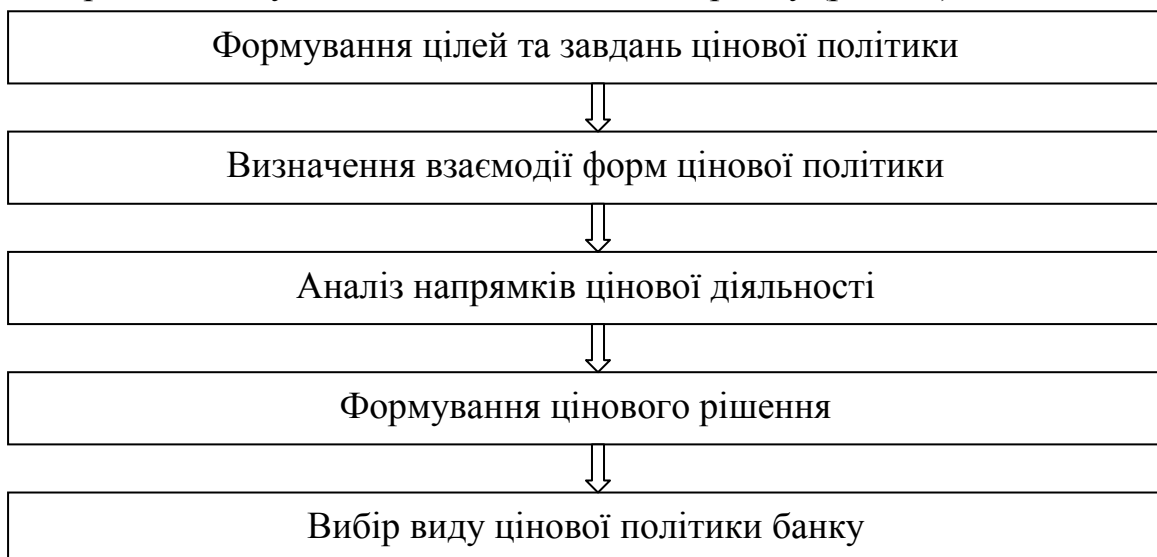 Формування цілей та завдань цінової політики
Визначення взаємодії форм цінової політики
Аналіз напрямків цінової діяльності
Формування цінового рішення
Вибір виду цінової політики банку